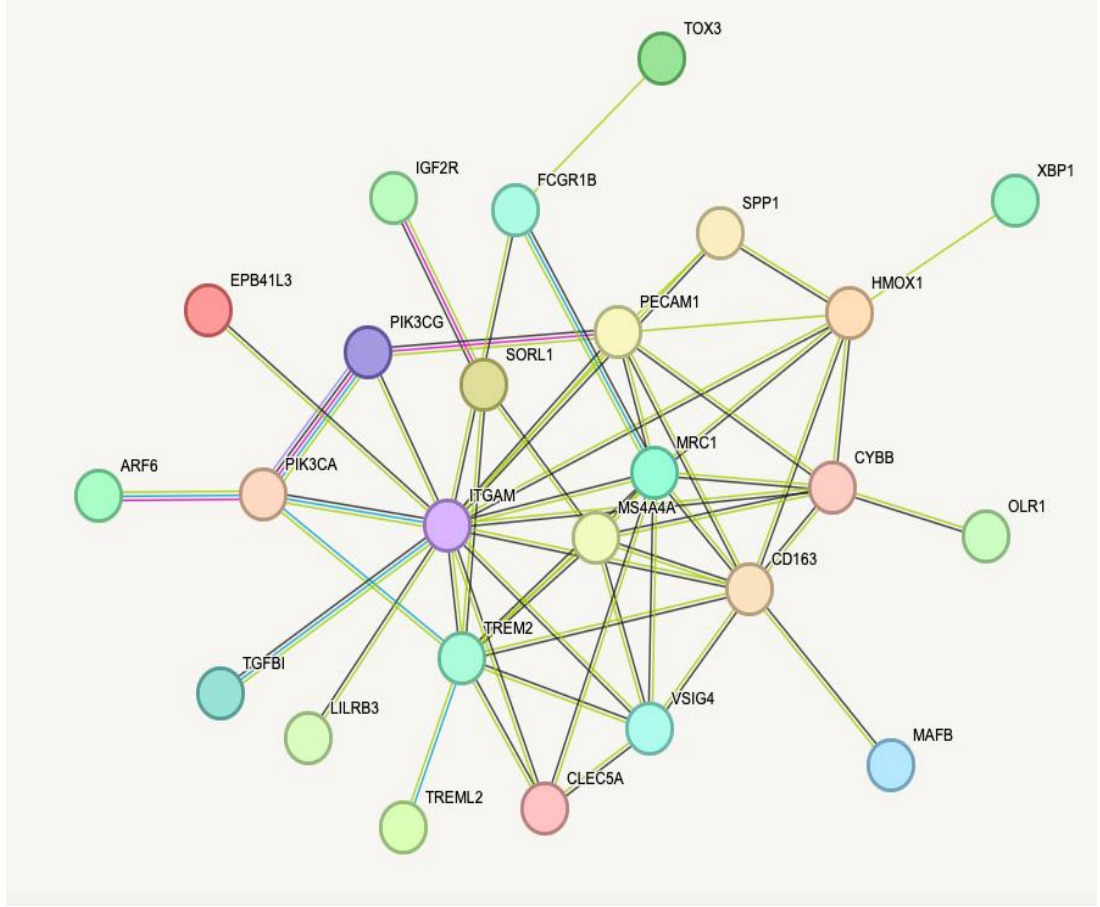 TOX3
IGF2R
FCGR1B
XBP1
SPP1
EPB41L3
HMOX1
PECAM1
PIK3CG
SORL1
MRC1
CYBB
ARF6
PIK3CA
ITGAM
MS4A4A
OLR1
CD163
TREM2
TGFBI
LILRB3
VSIG4
MAFB
CLEC5A
TREML2